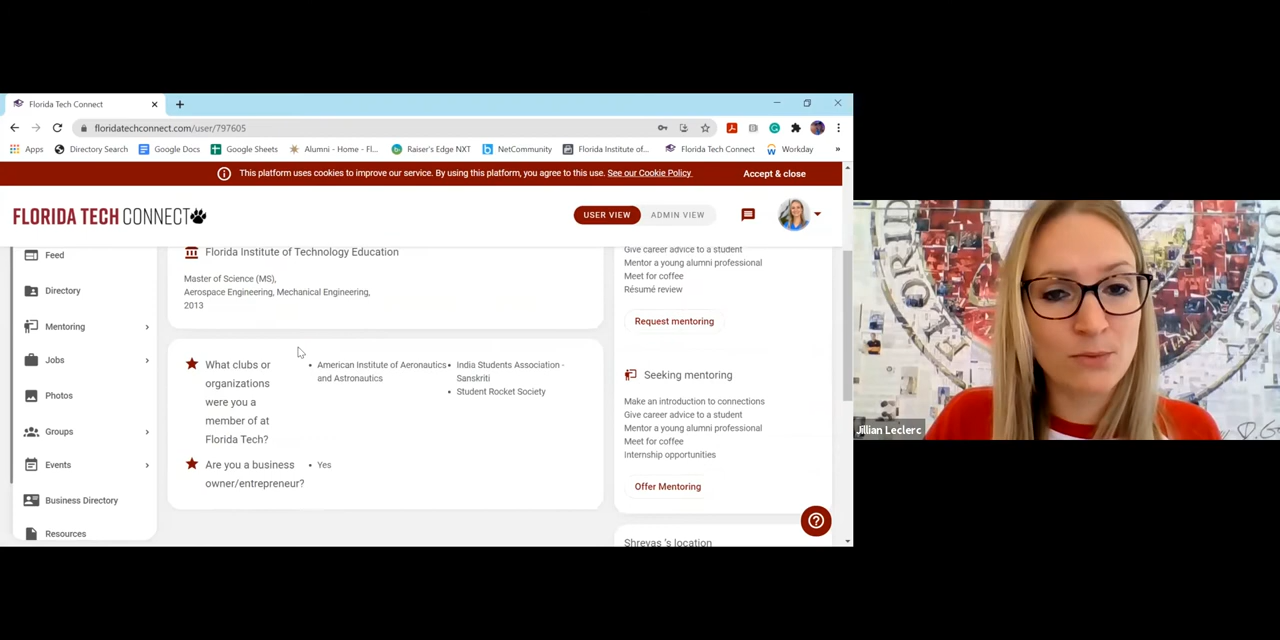 Florida Tech Connect
floridatechconnect.com/user/797605
Apps
Directory Search
Google Docs
Google Sheets
Alumni - Home - Fl...
Raiser's Edge NXT
NetCommunity
Florida Institute of...
Florida Tech Connect
Workday
»
This platform uses cookies to improve our service. By using this platform, you agree to this use. See our Cookie Policy
Accept & close
FLORIDA TECH CONNECT
USER VIEW
ADMIN VIEW
Feed
Directory
Mentoring
Jobs
Photos
Groups
Events
Business Directory
Resources
Florida Institute of Technology Education
Master of Science (MS),
Aerospace Engineering, Mechanical Engineering,
2013
What clubs or
organizations
were you a
member of at
Florida Tech?
• American Institute of Aeronautics
and Astronautics
• India Students Association -
Sanskriti
• Student Rocket Society
Are you a business
owner/entrepreneur?
• Yes
Give career advice to a student
Mentor a young alumni professional
Meet for coffee
Résumé review
Request mentoring
Seeking mentoring
Make an introduction to connections
Give career advice to a student
Mentor a young alumni professional
Meet for coffee
Internship opportunities
Offer Mentoring
Shreyas 's location
Jillian Leclerc